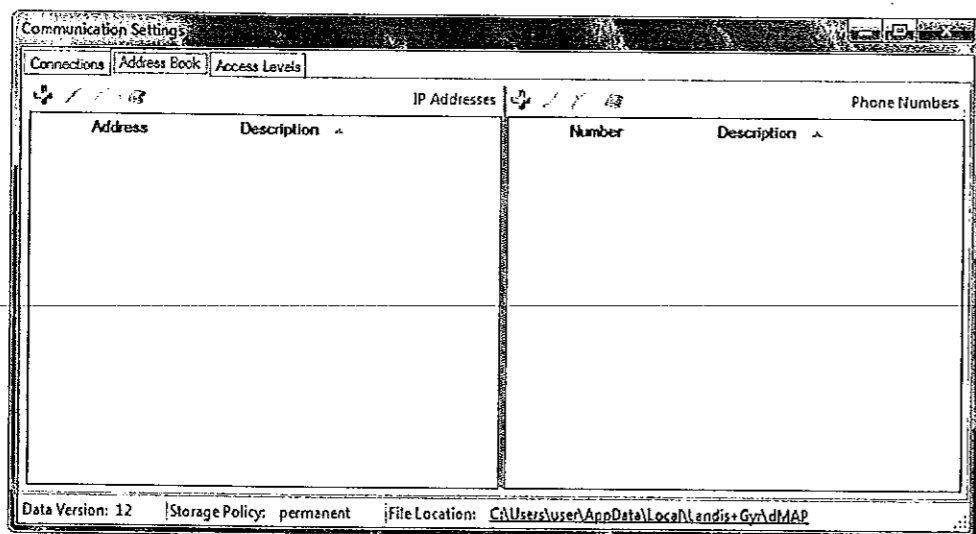 Communication Settings
Connections Address Book Access Levels
IP Addresses
Phone Numbers
Address Description
Number Description
Data Version: 12 Storage Policy: permanent File Location: C:\Users\user\AppData\Local\Landis+Gyr\dMAP